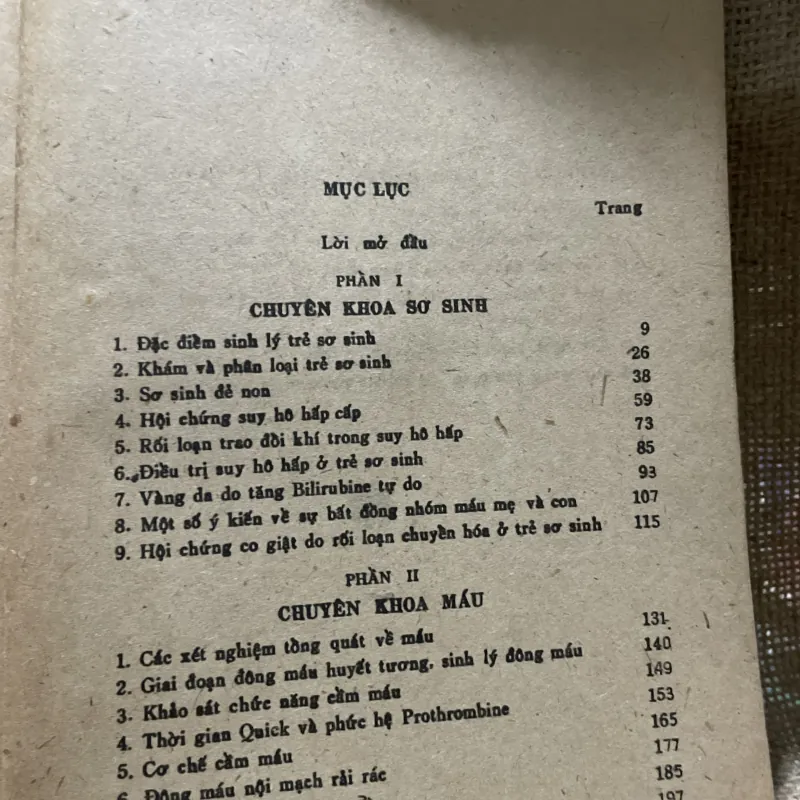 MỤC LỤC
Trang
Lời mở đầu
PHẦN I
CHUYÊN KHOA SƠ SINH
1. Đặc điểm sinh lý trẻ sơ sinh 9
2. Khám và phân loại trẻ sơ sinh 26
3. Sơ sinh đẻ non 38
4. Hội chứng suy hô hấp cấp 59
5. Rối loạn trao đổi khí trong suy hô hấp 73
6. Điều trị suy hô hấp ở trẻ sơ sinh 85
7. Vàng da do tăng Bilirubine tự do 93
8. Một số ý kiến về sự bất đồng nhóm máu mẹ và con 107
9. Hội chứng co giật do rối loạn chuyển hóa ở trẻ sơ sinh 115
PHẦN II
CHUYÊN KHOA MÁU
1. Các xét nghiệm tổng quát về máu 131
2. Giai đoạn đông máu huyết tương, sinh lý đông máu 140
3. Khảo sát chức năng cầm máu 149
4. Thời gian Quick và phức hệ Prothrombine 153
5. Cơ chế cầm máu 165
6. Đông máu nội mạch rải rác 177
185
197